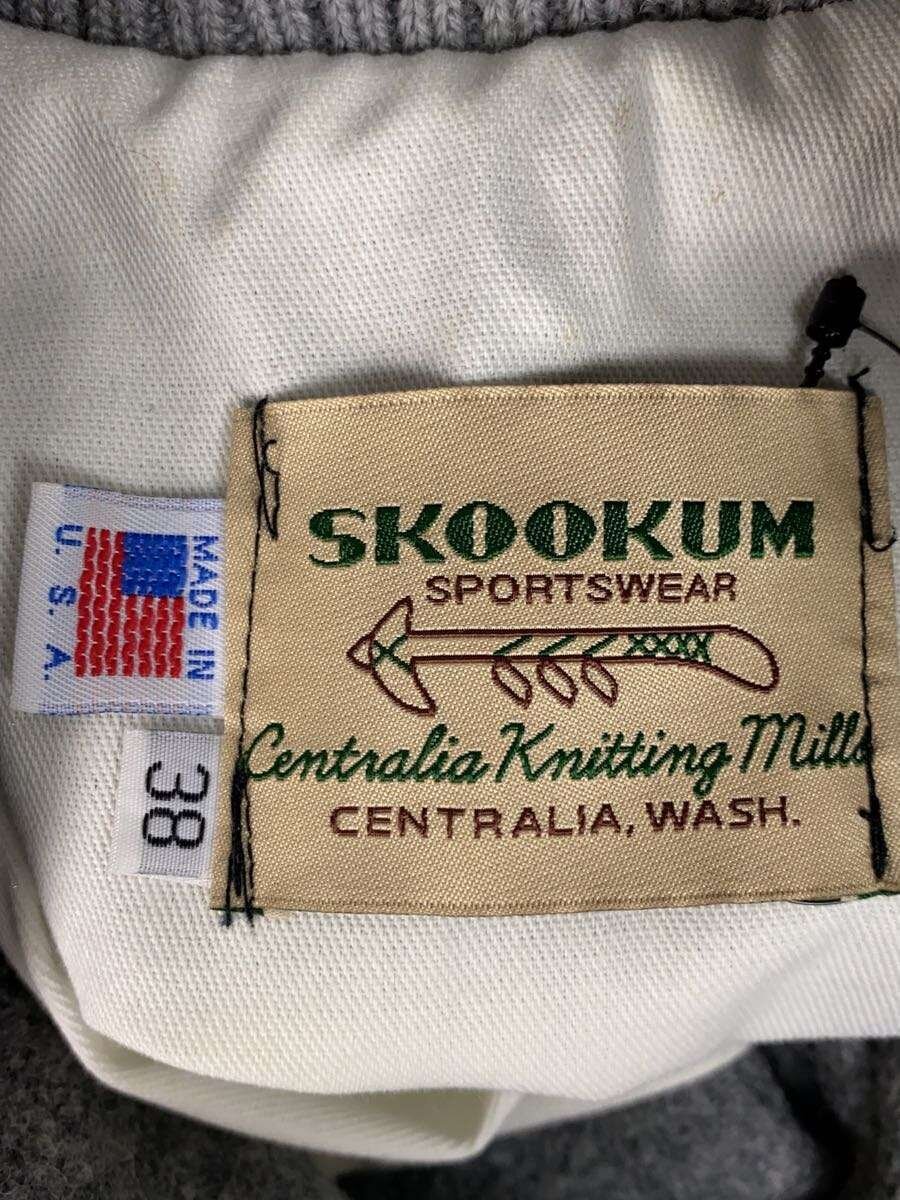 SKOOKUM
SPORTSWEAR
Centralia Knitting Mills
CENTRALIA, WASH.
MADE IN
U. S. A.
38